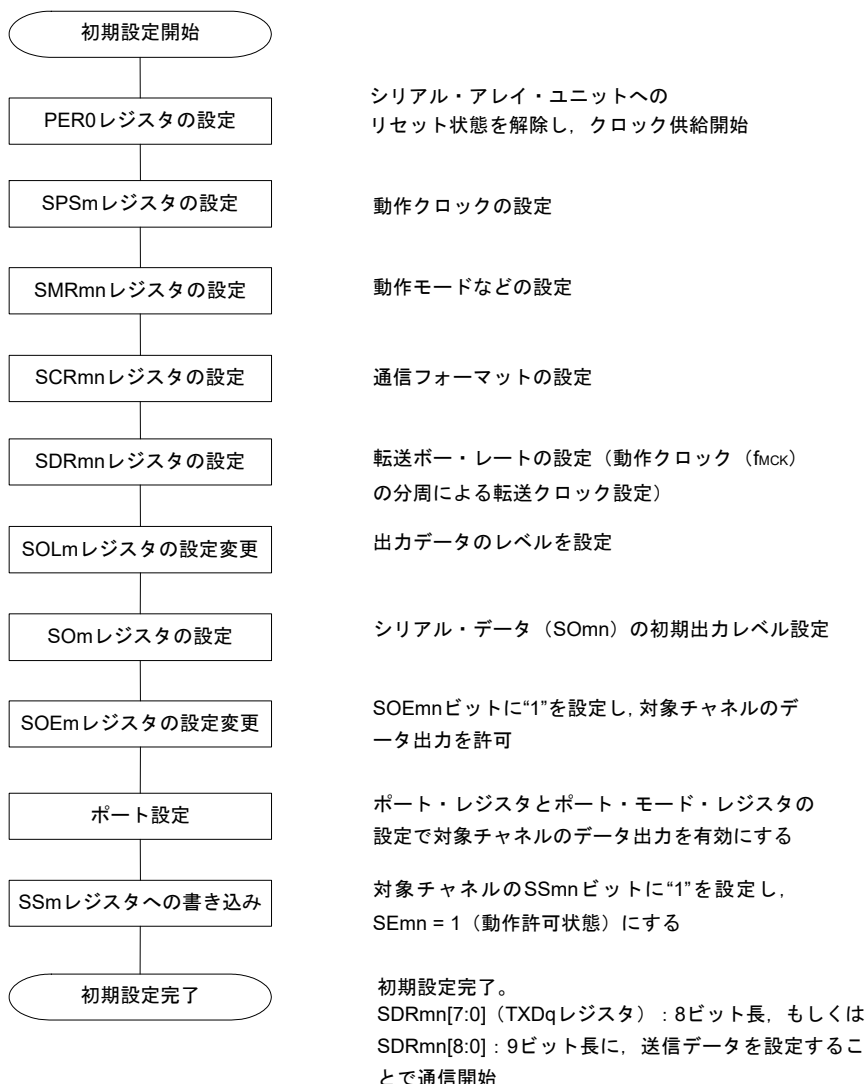 初期設定開始
PER0レジスタの設定
シリアル・アレイ・ユニットへの
リセット状態を解除し，クロック供給開始
SPSmレジスタの設定
動作クロックの設定
SMRmnレジスタの設定
動作モードなどの設定
SCRmnレジスタの設定
通信フォーマットの設定
SDRmnレジスタの設定
転送ボー・レートの設定（動作クロック（fMCK）
の分周による転送クロック設定）
SOLmレジスタの設定変更
出力データのレベルを設定
SOmレジスタの設定
シリアル・データ（SOmn）の初期出力レベル設定
SOEmレジスタの設定変更
SOEmnビットに“1”を設定し，対象チャネルのデ
ータ出力を許可
ポート設定
ポート・レジスタとポート・モード・レジスタの
設定で対象チャネルのデータ出力を有効にする
SSmレジスタへの書き込み
対象チャネルのSSmnビットに“1”を設定し，
SEmn = 1（動作許可状態）にする
初期設定完了
初期設定完了。
SDRmn[7:0]（TXDqレジスタ）：8ビット長，もしくは
SDRmn[8:0]：9ビット長に，送信データを設定するこ
とで通信開始